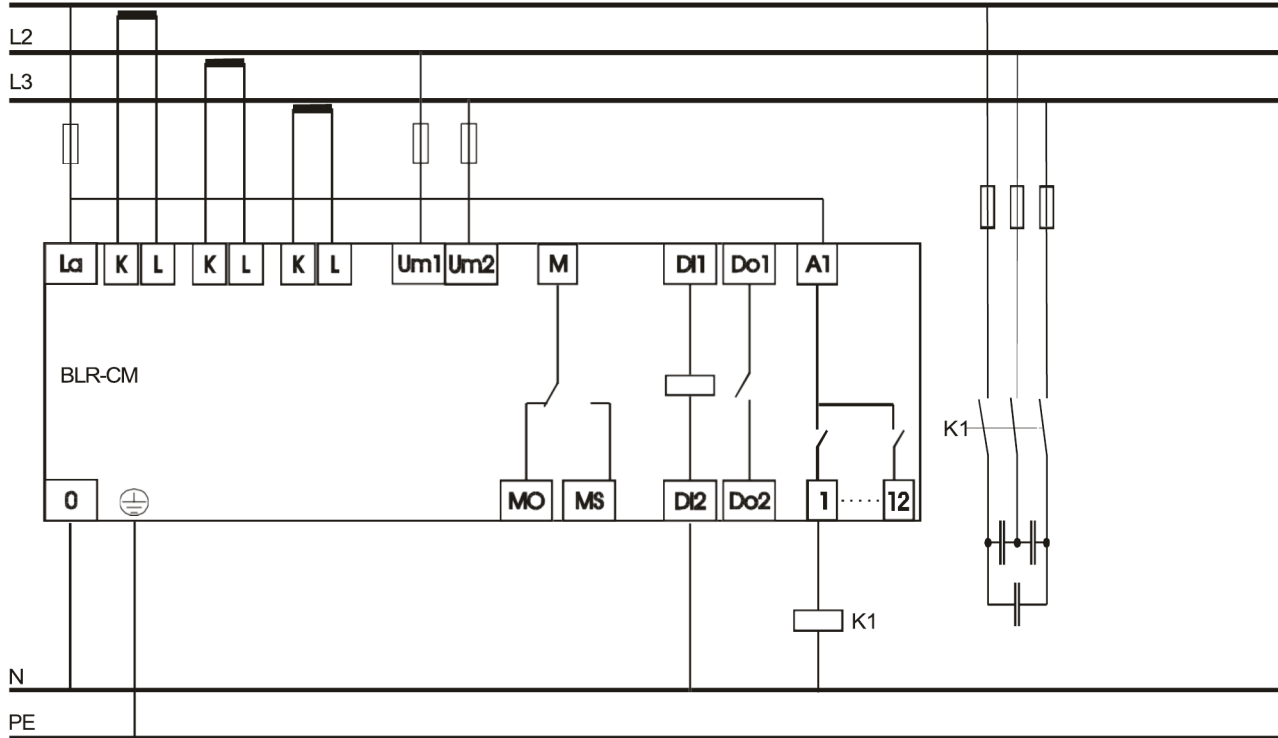 L2
L3
La K L K L K L Um1 Um2 M DI1 Do1 A1
BLR-CM
K1
0 MO MS DI2 Do2 1 ..... 12
K1
N
PE